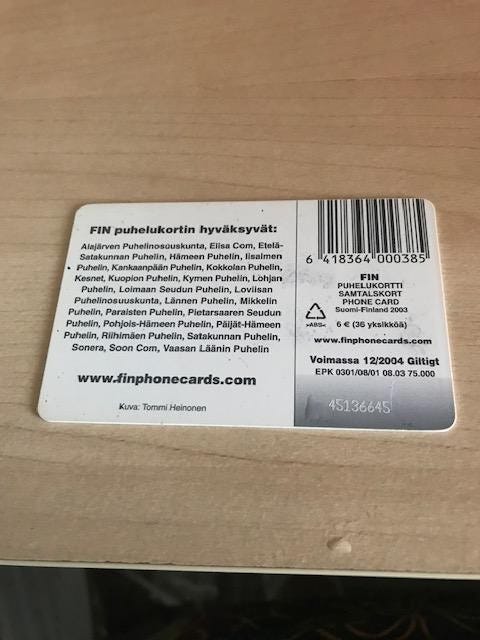 FIN puhelukortin hyväksyvät:
Alajärven Puhelinosuuskunta, Elisa Com, Etelä-
Satakunnan Puhelin, Hämeen Puhelin, Iisalmen
Puhelin, Kankaanpään Puhelin, Kokkolan Puhelin,
Kesnet, Kuopion Puhelin, Kymen Puhelin, Lohjan
Puhelin, Loimaan Seudun Puhelin, Loviisan
Puhelinosuuskunta, Lännen Puhelin, Mikkelin
Puhelin, Paraisten Puhelin, Pietarsaaren Seudun
Puhelin, Pohjois-Hämeen Puhelin, Päijät-Hämeen
Puhelin, Riihimäen Puhelin, Satakunnan Puhelin,
Sonera, Soon Com, Vaasan Läänin Puhelin
www.finphonecards.com
Kuva: Tommi Heinonen
6 418364 000385
FIN
PUHELUKORTTI
SAMTALSKORT
PHONE CARD
Suomi-Finland 2003
>ABS<
6 € (36 yksikköä)
www.finphonecards.com
Voimassa 12/2004 Giltigt
EPK 0301/08/01 08.03 75.000
45136645